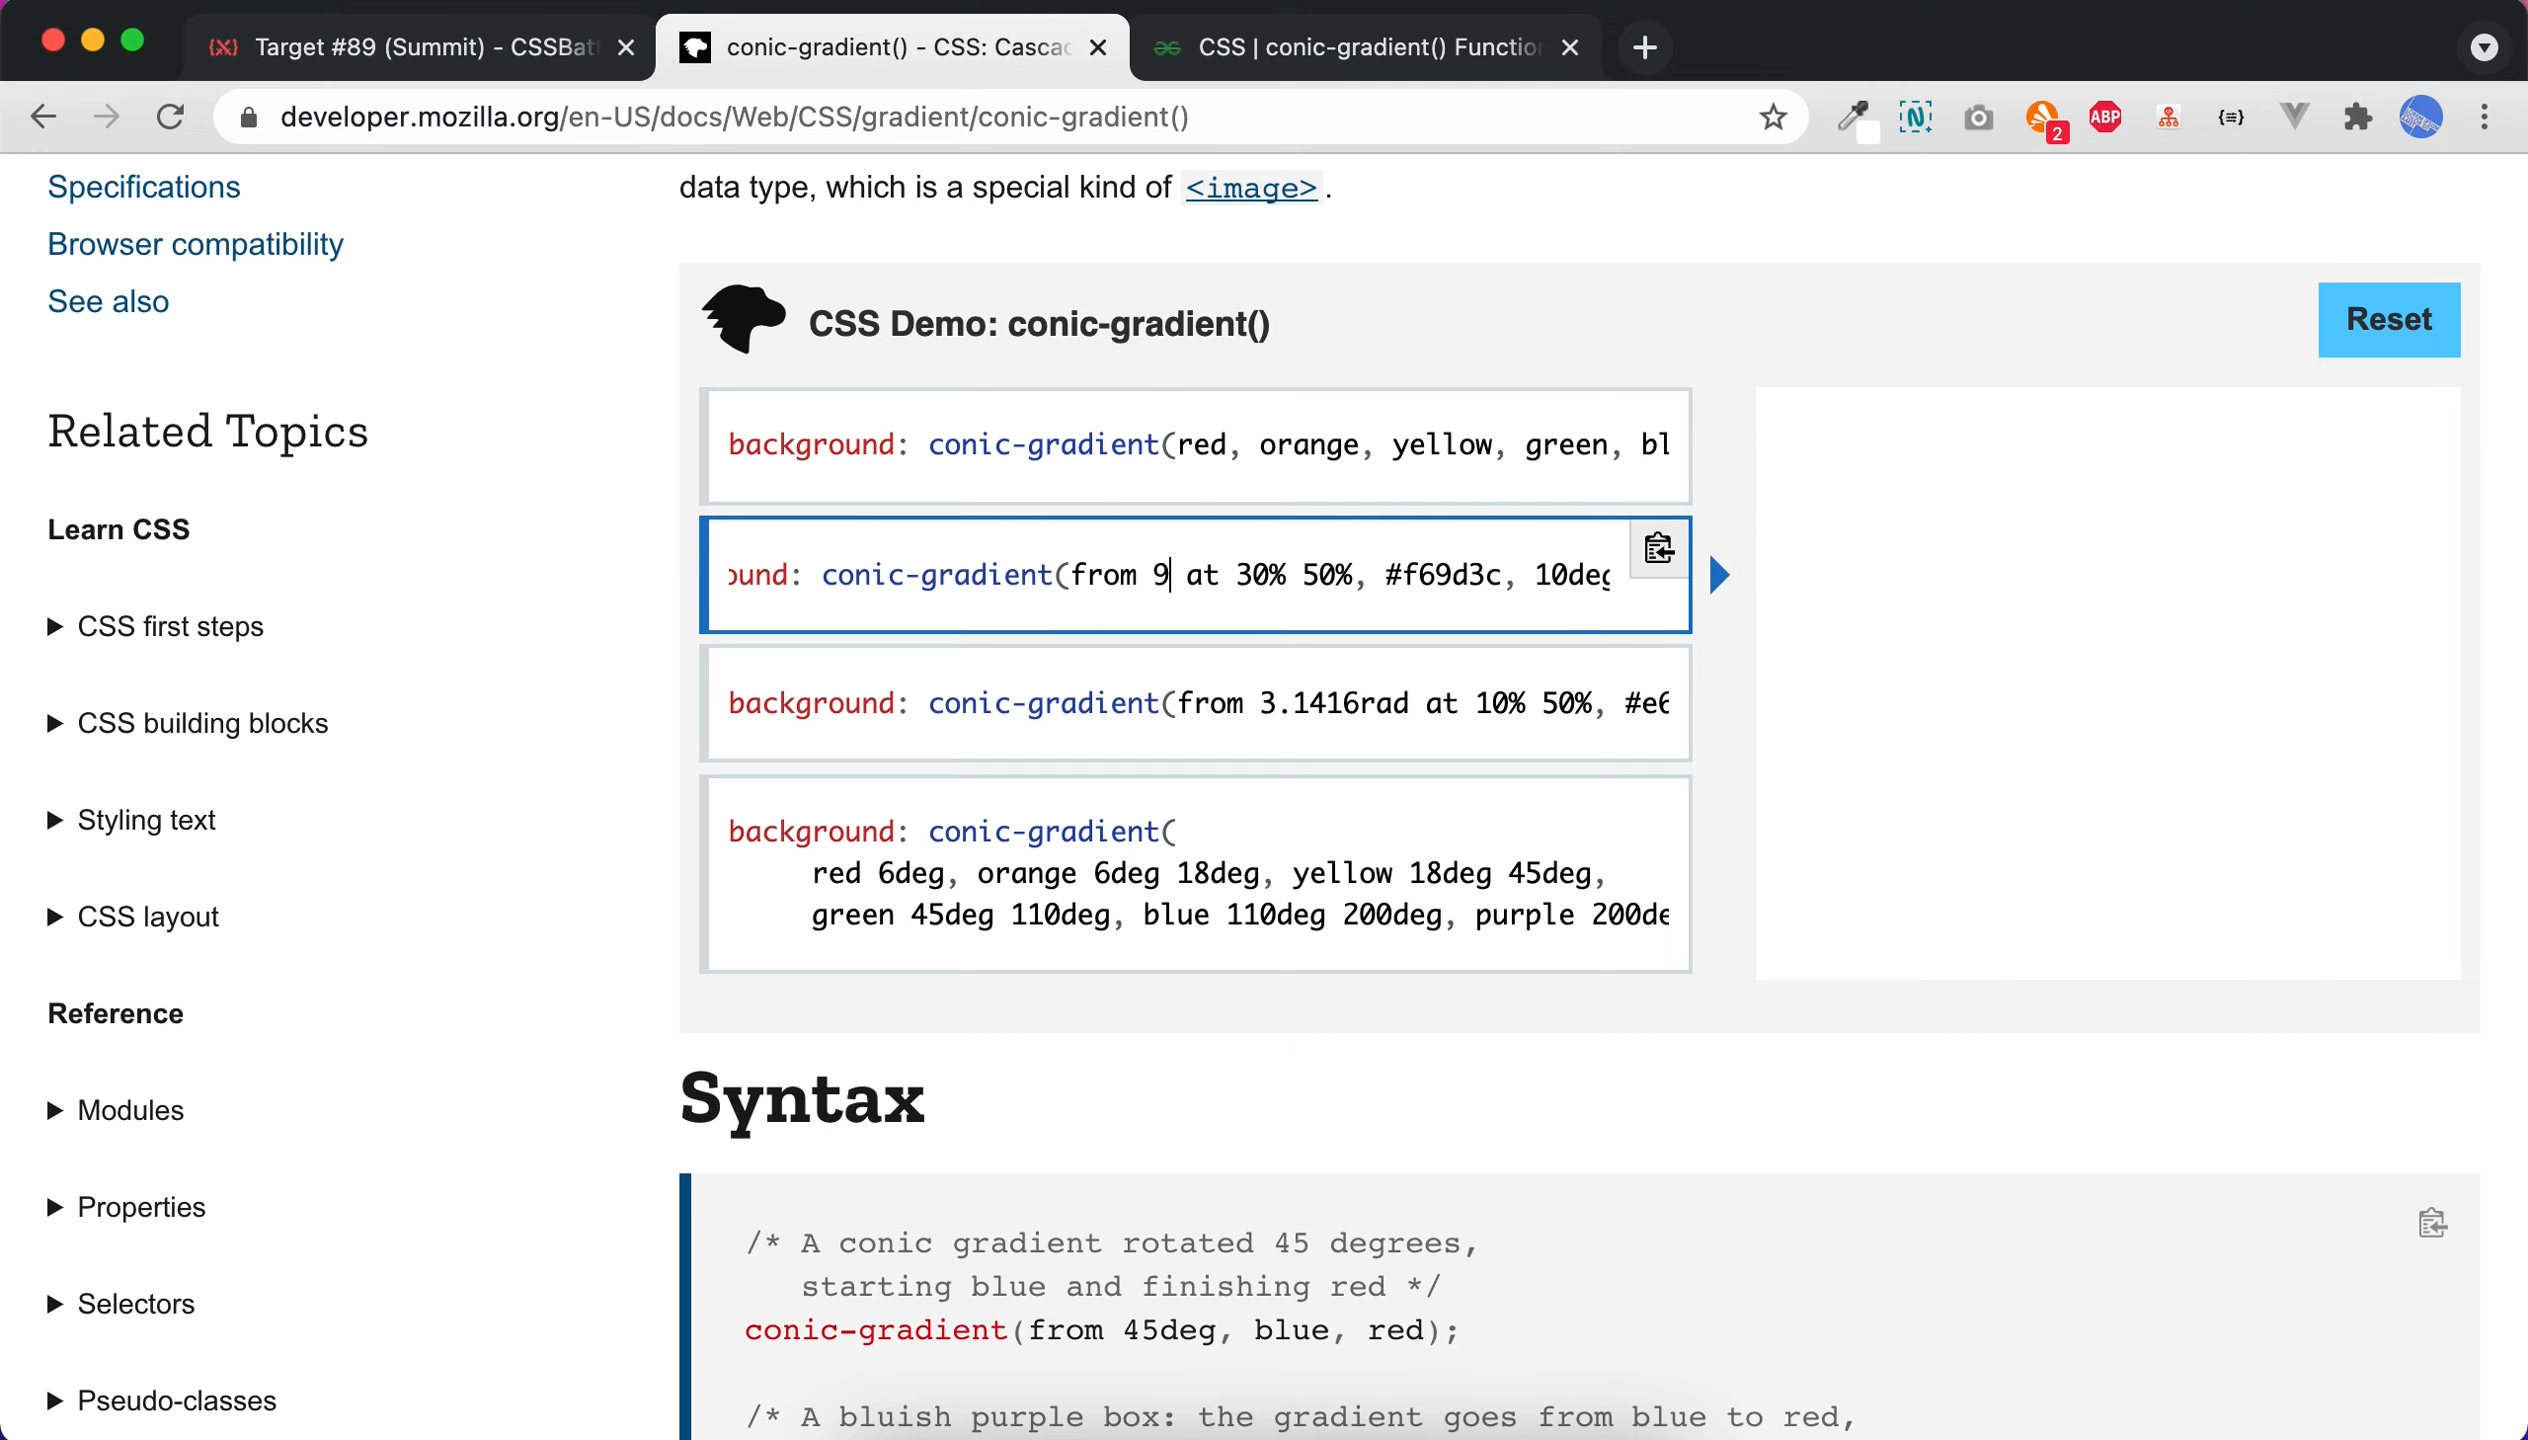 Target #89 (Summit) - CSSBat
conic-gradient() - CSS: Casca
CSS | conic-gradient() Functio
developer.mozilla.org/en-US/docs/Web/CSS/gradient/conic-gradient()
2
ABP
Specifications
Browser compatibility
See also
Related Topics
Learn CSS
CSS first steps
CSS building blocks
Styling text
CSS layout
Reference
Modules
Properties
Selectors
Pseudo-classes
data type, which is a special kind of <image>.
CSS Demo: conic-gradient()
Reset
background: conic-gradient(red, orange, yellow, green, bl
ound: conic-gradient(from 9 at 30% 50%, #f69d3c, 10deg
background: conic-gradient(from 3.1416rad at 10% 50%, #e6
background: conic-gradient(
red 6deg, orange 6deg 18deg, yellow 18deg 45deg,
green 45deg 110deg, blue 110deg 200deg, purple 200de
Syntax
/* A conic gradient rotated 45 degrees,
starting blue and finishing red */
conic-gradient(from 45deg, blue, red);
/* A bluish purple box: the gradient goes from blue to red,